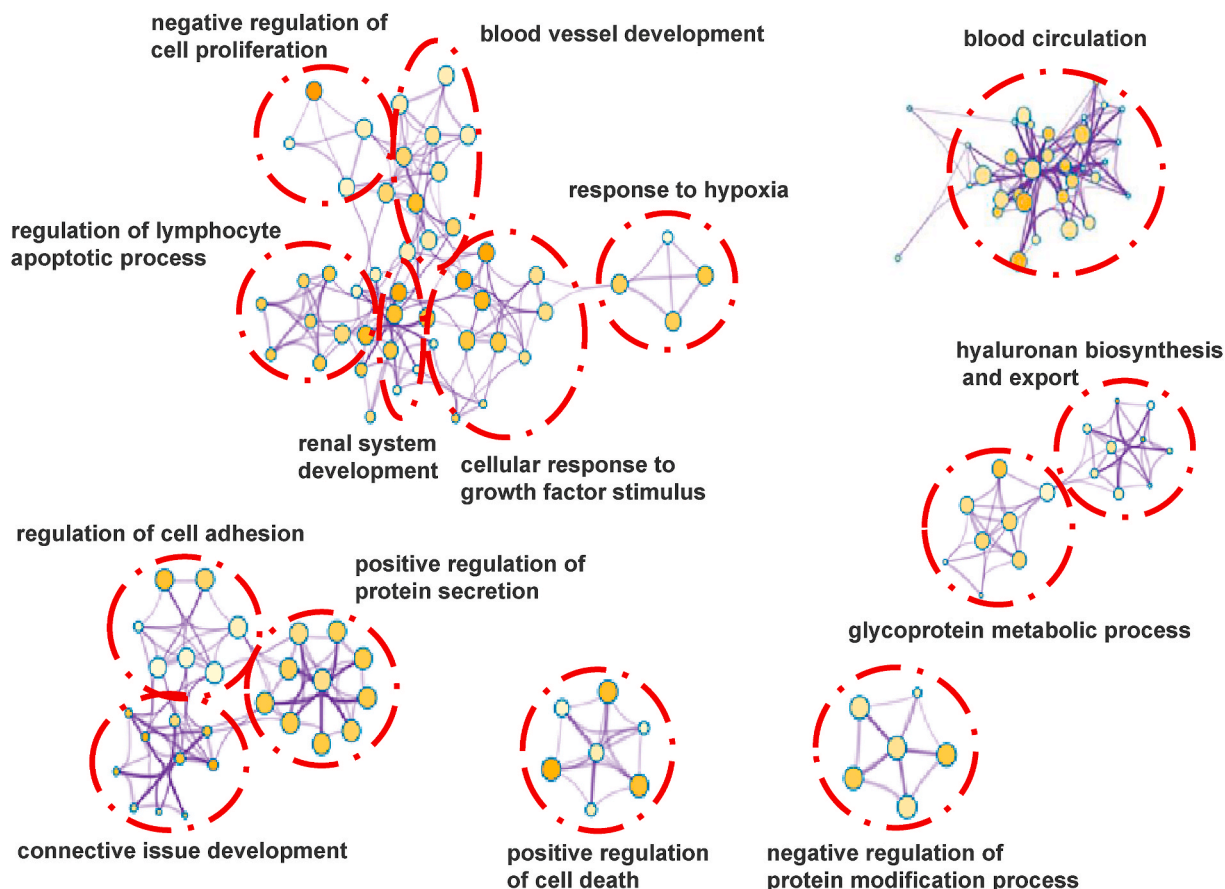 negative regulation of
cell proliferation
blood vessel development
blood circulation
response to hypoxia
regulation of lymphocyte
apoptotic process
hyaluronan biosynthesis
and export
renal system
development
cellular response to
growth factor stimulus
regulation of cell adhesion
positive regulation of
protein secretion
glycoprotein metabolic process
connective issue development
positive regulation
of cell death
negative regulation of
protein modification process